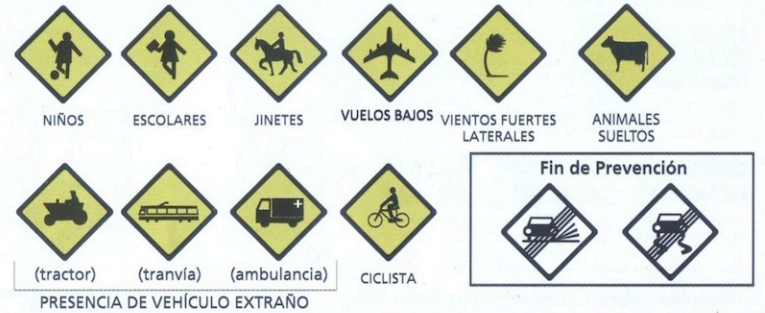 NIÑOS
ESCOLARES
JINETES
VUELOS BAJOS
VIENTOS FUERTES
LATERALES
ANIMALES
SUELTOS
Fin de Prevención
(tractor)
(tranvía)
(ambulancia)
CICLISTA
PRESENCIA DE VEHÍCULO EXTRAÑO